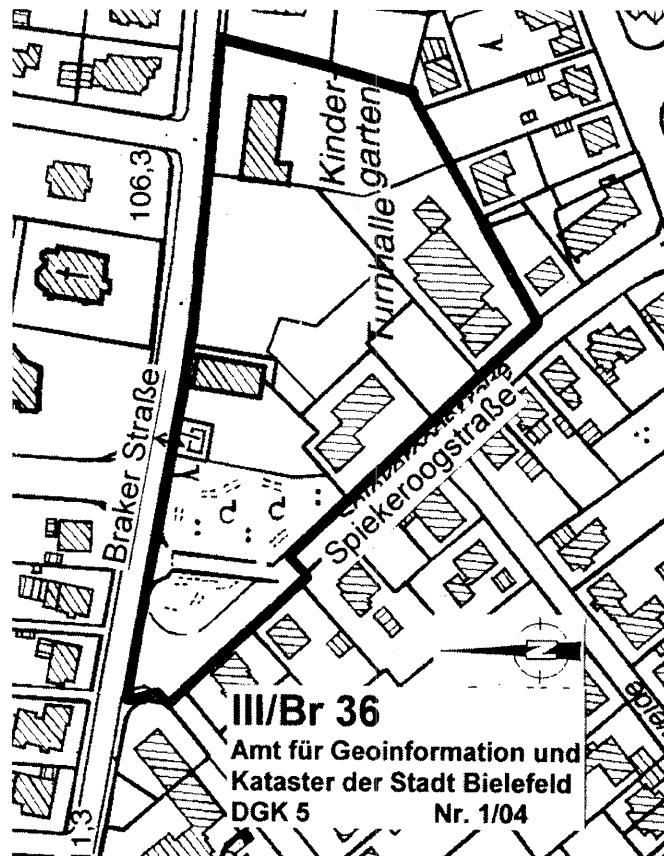 Kinder-
garten
Turnhalle
106,3
Braker Straße
Spiekeroogstraße
N
III/Br 36
Amt für Geoinformation und
Kataster der Stadt Bielefeld
DGK 5 Nr. 1/04
1,3